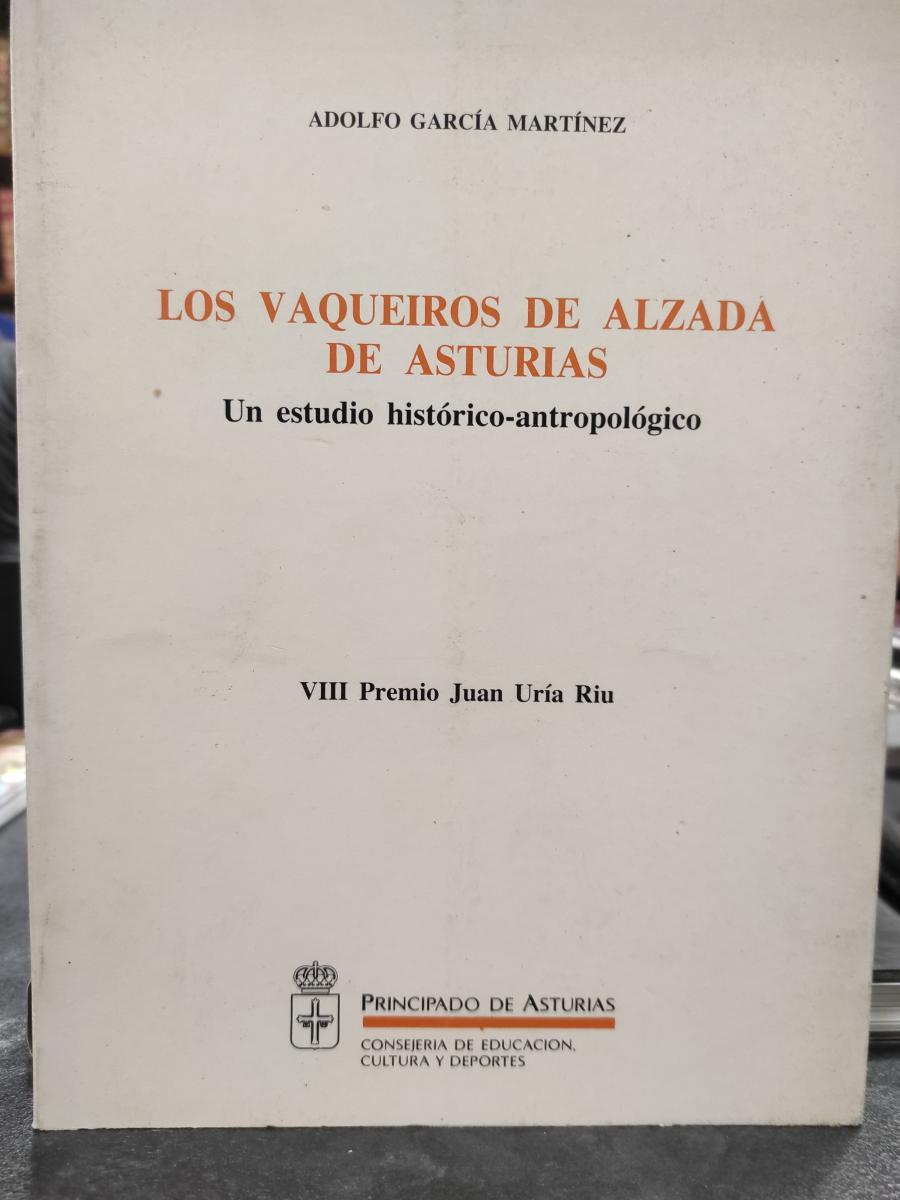 ADOLFO GARCÍA MARTÍNEZ
LOS VAQUEIROS DE ALZADA
DE ASTURIAS
Un estudio histórico-antropológico
VIII Premio Juan Uría Riu
PRINCIPADO DE ASTURIAS
CONSEJERIA DE EDUCACION,
CULTURA Y DEPORTES